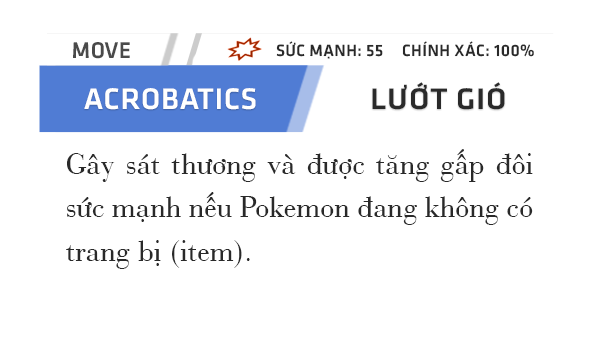 MOVE SỨC MẠNH: 55 CHÍNH XÁC: 100%
ACROBATICS LƯỚT GIÓ
Gây sát thương và được tăng gấp đôi
sức mạnh nếu Pokemon đang không có
trang bị (item).